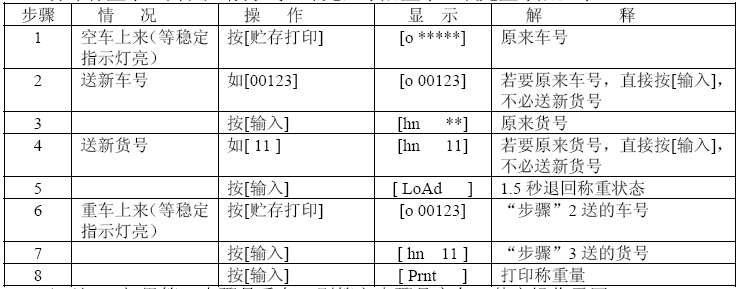 步骤 情 况 操 作 显 示 解 释
1 空车上来（等稳定 按[贮存打印] [o *****] 原来车号
指示灯亮）
2 送新车号 如[00123] [o 00123] 若要原来车号，直接按[输入]，
不必送新货号
3 按[输入] [hn **] 原来货号
4 送新货号 如[ 11 ] [hn 11] 若要原来货号，直接按[输入]，
不必送新货号
5 按[输入] [ LoAd ] 1.5 秒退回称重状态
6 重车上来（等稳定 按[贮存打印] [o 00123] “步骤”2 送的车号
指示灯亮）
7 按[输入] [ hn 11 ] “步骤”3 送的货号
8 按[输入] [ Prnt ] 打印称重量